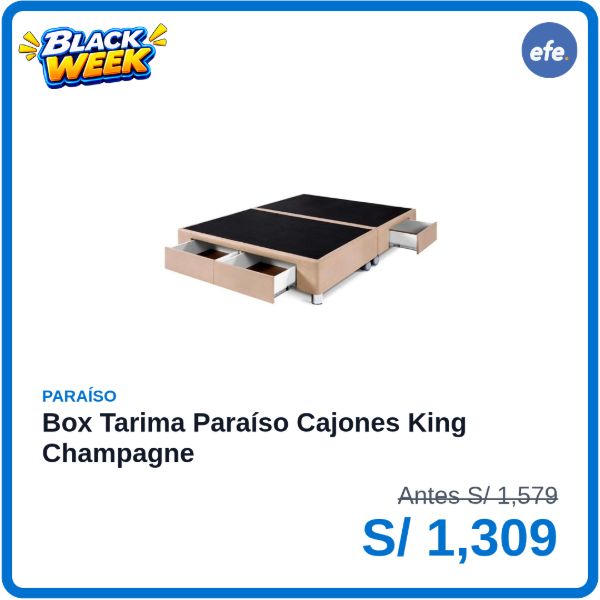 BLACK
WEEK
efe.
PARAÍSO
Box Tarima Paraíso Cajones King
Champagne
Antes S/ 1,579
S/ 1,309